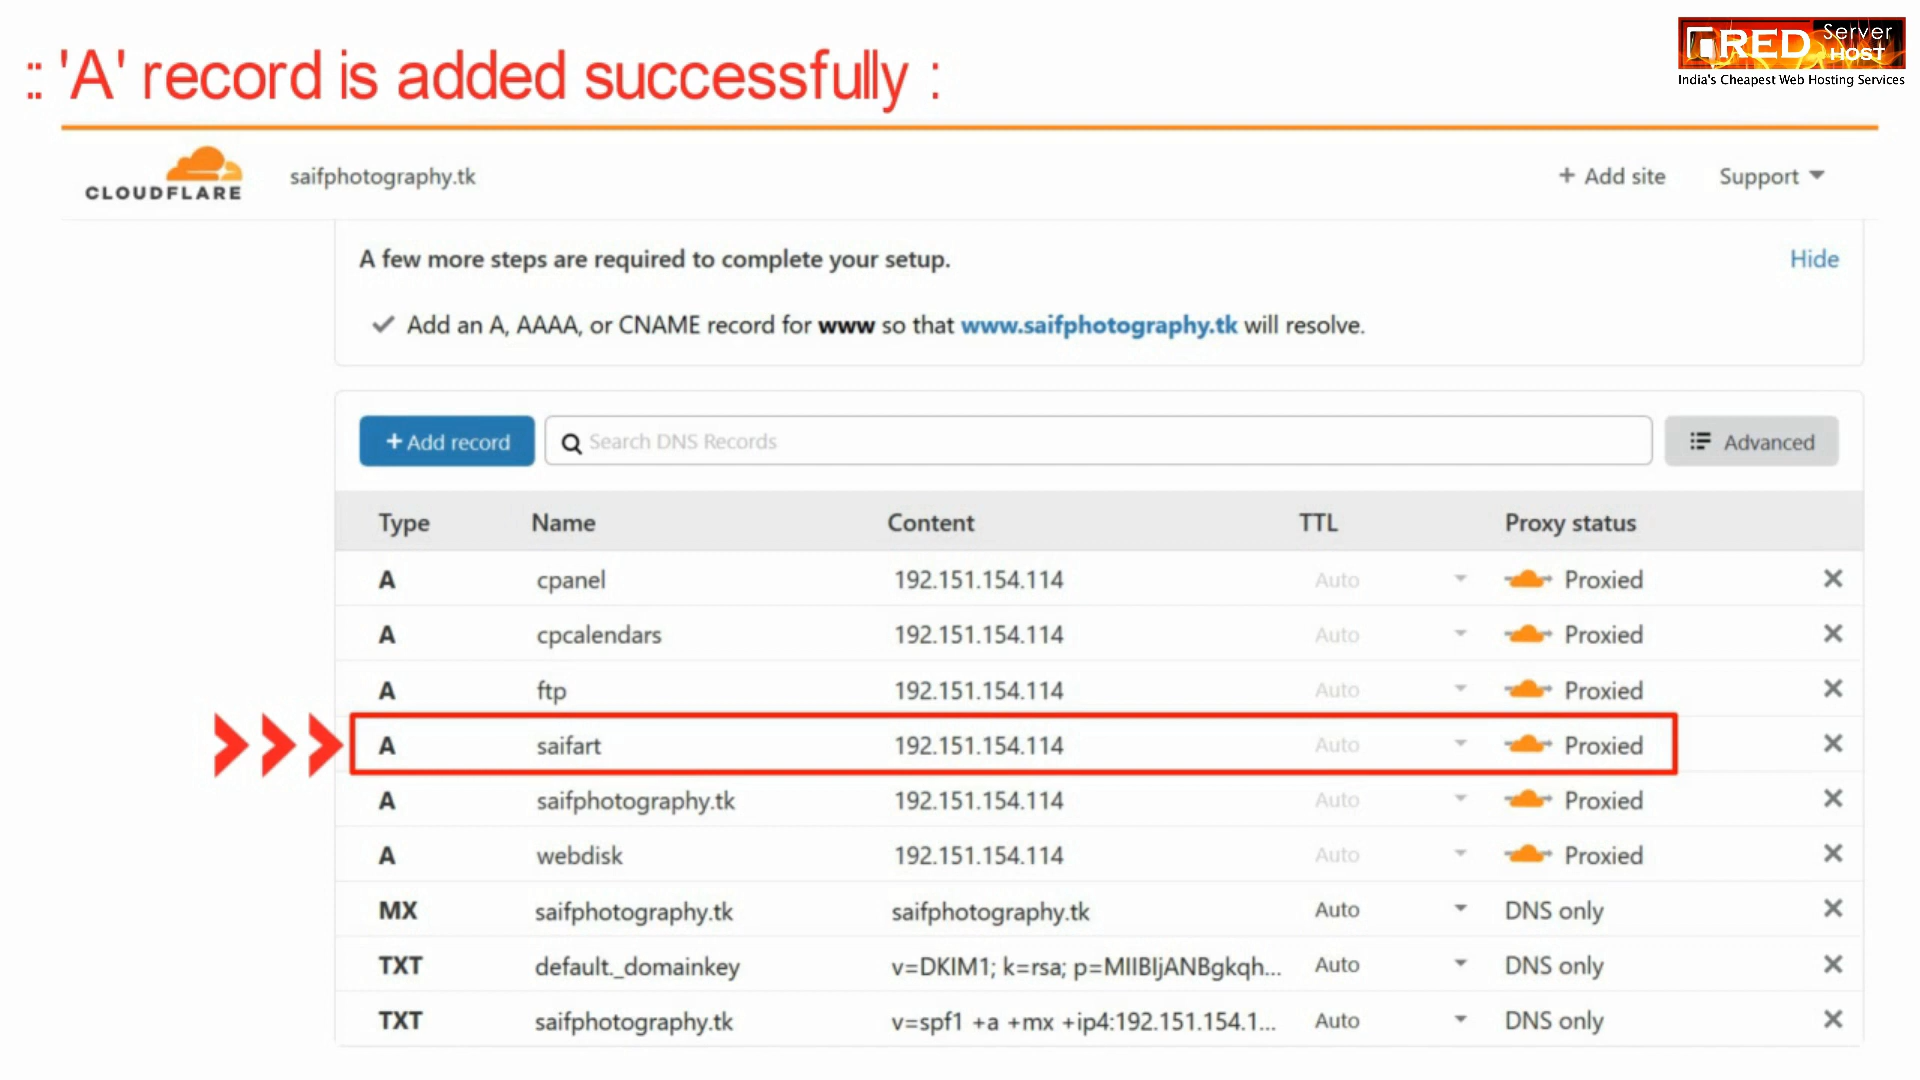 :: 'A' record is added successfully :
RED Server HOST
India's Cheapest Web Hosting Services
CLOUDFLARE saifphotography.tk + Add site Support
A few more steps are required to complete your setup. Hide
Add an A, AAAA, or CNAME record for www so that www.saifphotography.tk will resolve.
+ Add record Search DNS Records Advanced
Type Name Content TTL Proxy status
A cpanel 192.151.154.114 Auto Proxied
A cpcalendars 192.151.154.114 Auto Proxied
A ftp 192.151.154.114 Auto Proxied
A saifart 192.151.154.114 Auto Proxied
A saifphotography.tk 192.151.154.114 Auto Proxied
A webdisk 192.151.154.114 Auto Proxied
MX saifphotography.tk saifphotography.tk Auto DNS only
TXT default._domainkey v=DKIM1; k=rsa; p=MIIBIjANBgkqh... Auto DNS only
TXT saifphotography.tk v=spf1 +a +mx +ip4:192.151.154.1... Auto DNS only